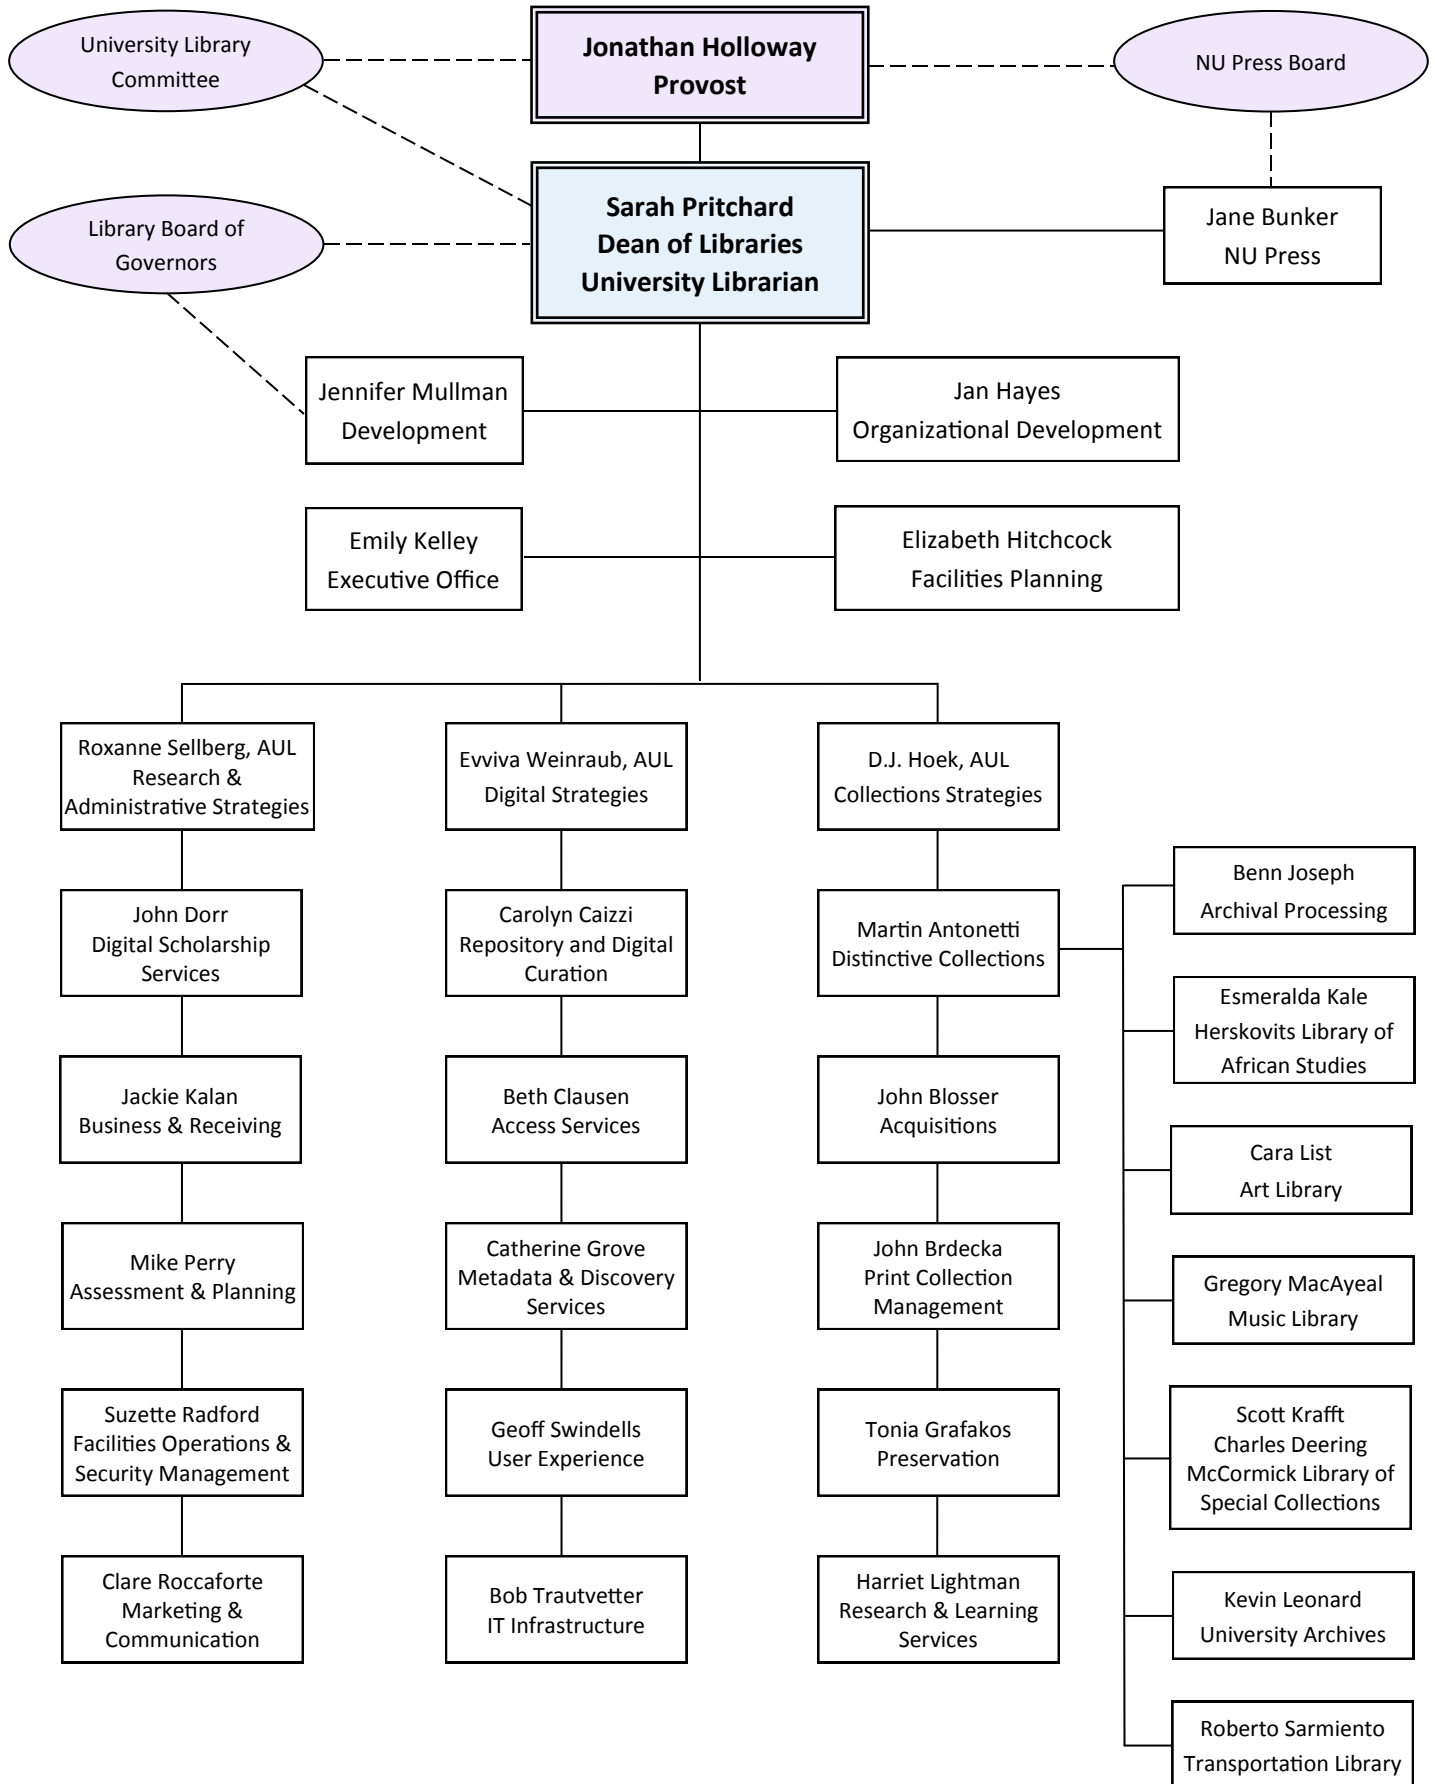 University Library
Committee
Jonathan Holloway
Provost
NU Press Board
Sarah Pritchard
Dean of Libraries
University Librarian
Library Board of
Governors
Jane Bunker
NU Press
Jennifer Mullman
Development
Jan Hayes
Organizational Development
Emily Kelley
Executive Office
Elizabeth Hitchcock
Facilities Planning
Roxanne Sellberg, AUL
Research &
Administrative Strategies
John Dorr
Digital Scholarship
Services
Jackie Kalan
Business & Receiving
Mike Perry
Assessment & Planning
Suzette Radford
Facilities Operations &
Security Management
Clare Roccaforte
Marketing &
Communication
Evviva Weinraub, AUL
Digital Strategies
Carolyn Caizzi
Repository and Digital
Curation
Beth Clausen
Access Services
Catherine Grove
Metadata & Discovery
Services
Geoff Swindells
User Experience
Bob Trautvetter
IT Infrastructure
D.J. Hoek, AUL
Collections Strategies
Martin Antonetti
Distinctive Collections
John Blosser
Acquisitions
John Brdecka
Print Collection
Management
Tonia Grafakos
Preservation
Harriet Lightman
Research & Learning
Services
Benn Joseph
Archival Processing
Esmeralda Kale
Herskovits Library of
African Studies
Cara List
Art Library
Gregory MacAyeal
Music Library
Scott Krafft
Charles Deering
McCormick Library of
Special Collections
Kevin Leonard
University Archives
Roberto Sarmiento
Transportation Library